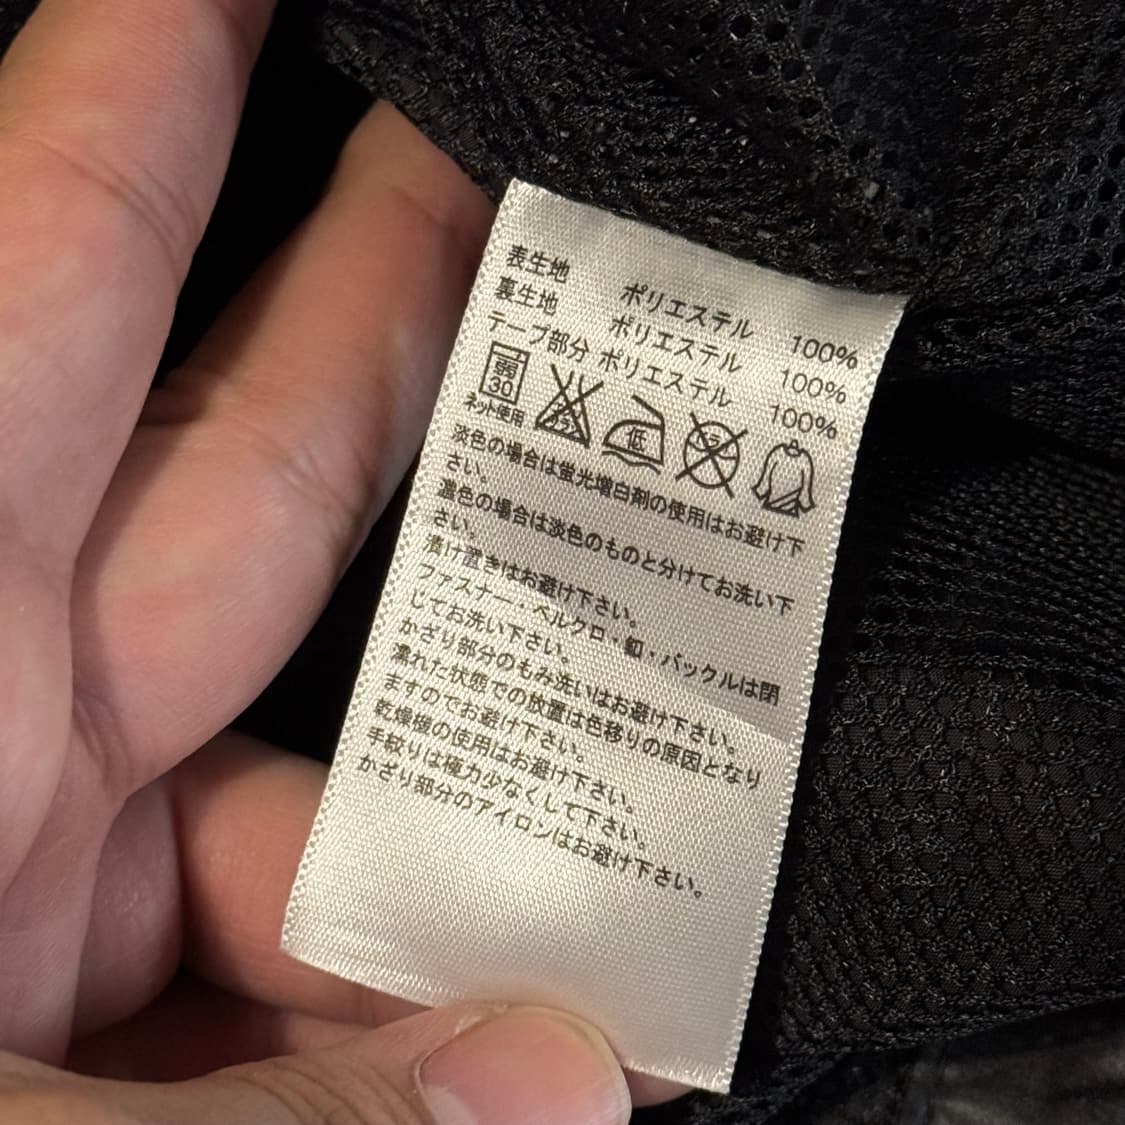 表生地 ポリエステル 100%
裏生地 ポリエステル 100%
テープ部分 ポリエステル 100%
弱
30
ネット使用
低
淡色の場合は蛍光増白剤の使用はお避け下
さい。
濃色の場合は淡色のものと分けてお洗い下
さい。
漬け置きはお避け下さい。
ファスナー・ベルクロ・釦・バックルは閉
じてお洗い下さい。
かざり部分のもみ洗いはお避け下さい。
濡れた状態での放置は色移りの原因となり
ますのでお避け下さい。
乾燥機の使用はお避け下さい。
手絞りは極力少なくして下さい。
かざり部分のアイロンはお避け下さい。